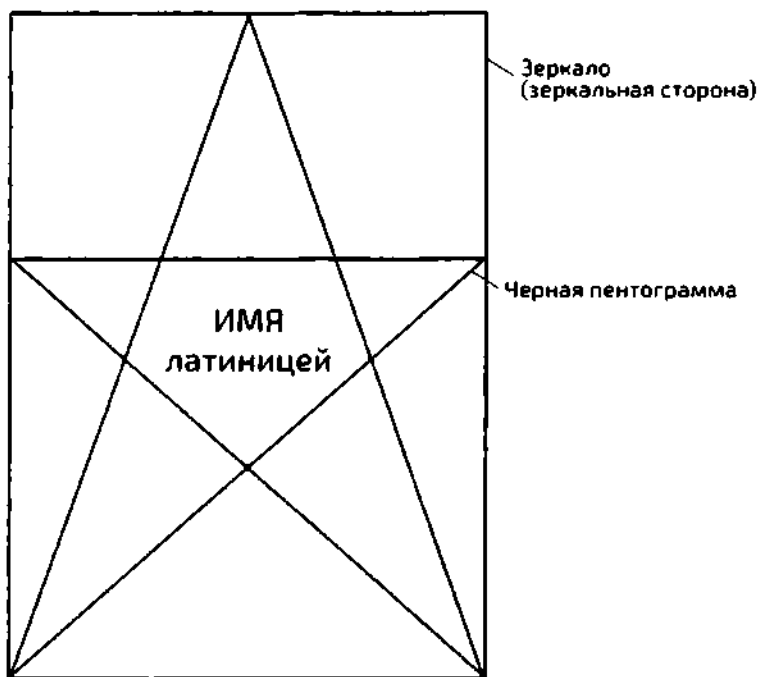 Зеркало
(зеркальная сторона)
Черная пентограмма
ИМЯ
латиницей